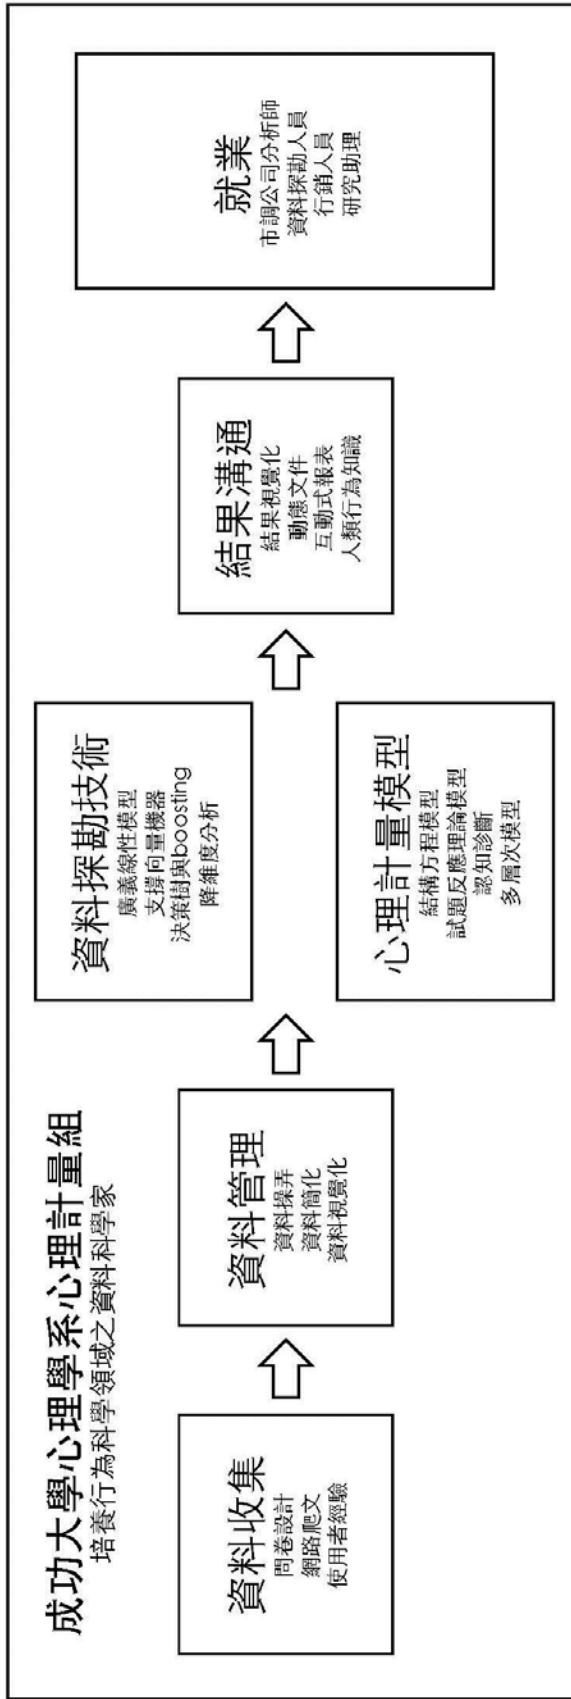 成功大學心理學系心理計量組
培養行為科學領域之資料科學家
資料收集
問卷設計
網路爬文
使用者經驗
資料管理
資料操弄
資料簡化
資料視覺化
資料探勘技術
廣義線性模型
支撐向量機器
決策樹與boosting
降維度分析
心理計量模型
結構方程模型
試題反應理論模型
認知診斷
多層次模型
結果溝通
結果視覺化
動態文件
互動式報表
人類行為知識
就業
市調公司分析師
資料探勘人員
行銷人員
研究助理